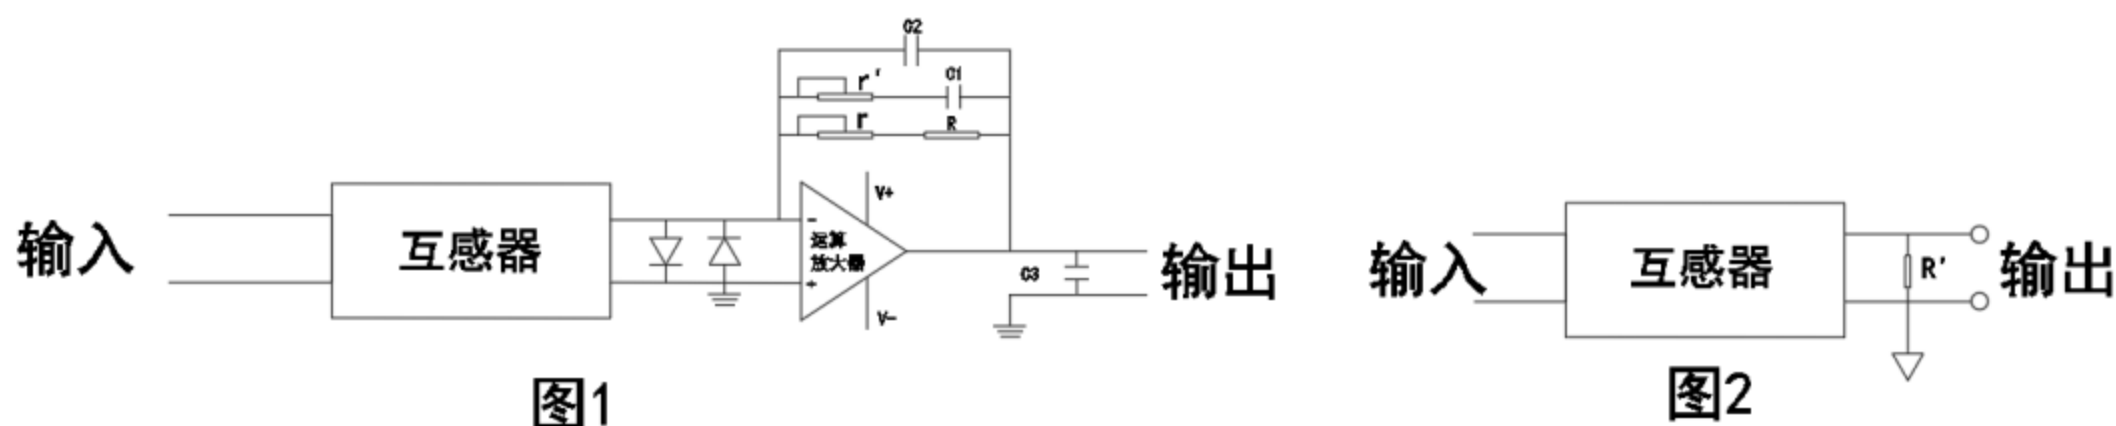 C2
r'
C1
r
R
V+
-
输入
互感器
运算
放大器
+
V-
C3
输出
图1
输入
互感器
R'
输出
图2